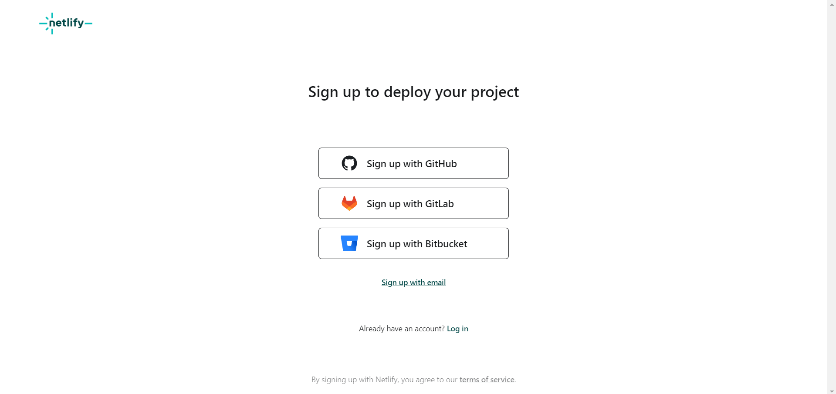 netlify
Sign up to deploy your project
Sign up with GitHub
Sign up with GitLab
Sign up with Bitbucket
Sign up with email
Already have an account? Log in
By signing up with Netlify, you agree to our terms of service.